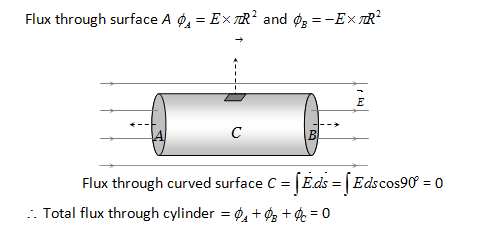 Flux through surface A ϕ_A = E × πR² and ϕ_B = −E × πR²
→
E
A
C
B
Flux through curved surface C = ∫E.ds = ∫E ds cos90° = 0
∴ Total flux through cylinder = ϕ_A + ϕ_B + ϕ_C = 0